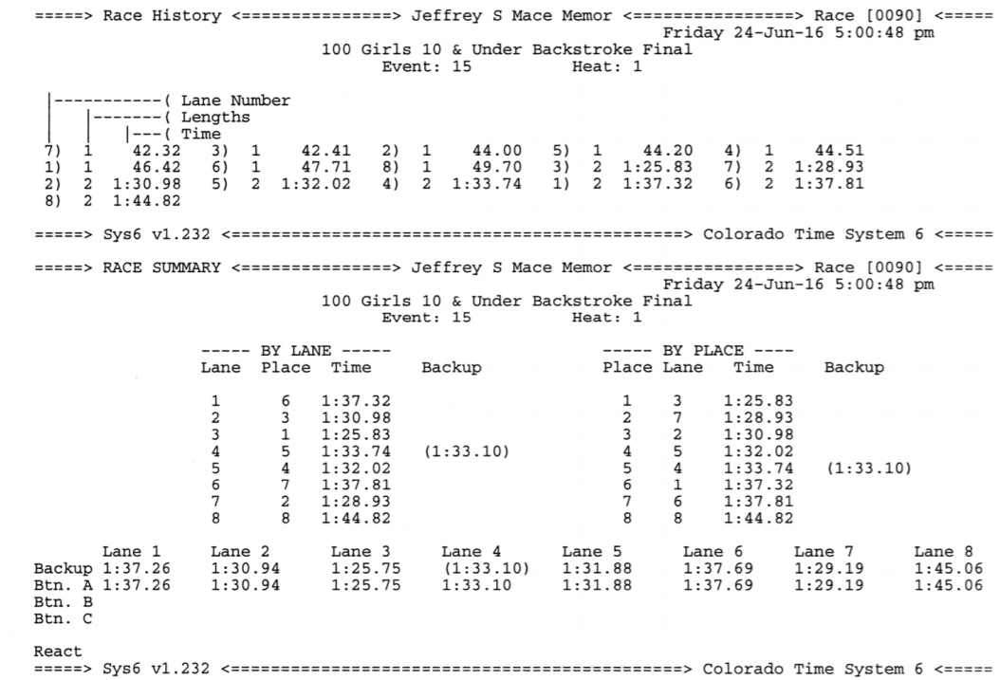 =====> Race History <===============> Jeffrey S Mace Memor <================> Race [0090] <=====
Friday 24-Jun-16 5:00:48 pm
100 Girls 10 & Under Backstroke Final
Event: 15 Heat: 1
|-----------( Lane Number
| |-------( Lengths
| | |---( Time
7) 1 42.32 3) 1 42.41 2) 1 44.00 5) 1 44.20 4) 1 44.51
1) 1 46.42 6) 1 47.71 8) 1 49.70 3) 2 1:25.83 7) 2 1:28.93
2) 2 1:30.98 5) 2 1:32.02 4) 2 1:33.74 1) 2 1:37.32 6) 2 1:37.81
8) 2 1:44.82
=====> Sys6 v1.232 <=============================================> Colorado Time System 6 <=====
=====> RACE SUMMARY <===============> Jeffrey S Mace Memor <================> Race [0090] <=====
Friday 24-Jun-16 5:00:48 pm
100 Girls 10 & Under Backstroke Final
Event: 15 Heat: 1
----- BY LANE ----- ----- BY PLACE ----
Lane Place Time Backup Place Lane Time Backup
1 6 1:37.32 1 3 1:25.83
2 3 1:30.98 2 7 1:28.93
3 1 1:25.83 3 2 1:30.98
4 5 1:33.74 (1:33.10) 4 5 1:32.02
5 4 1:32.02 5 4 1:33.74 (1:33.10)
6 7 1:37.81 6 1 1:37.32
7 2 1:28.93 7 6 1:37.81
8 8 1:44.82 8 8 1:44.82
Lane 1 Lane 2 Lane 3 Lane 4 Lane 5 Lane 6 Lane 7 Lane 8
Backup 1:37.26 1:30.94 1:25.75 (1:33.10) 1:31.88 1:37.69 1:29.19 1:45.06
Btn. A 1:37.26 1:30.94 1:25.75 1:33.10 1:31.88 1:37.69 1:29.19 1:45.06
Btn. B
Btn. C
React
=====> Sys6 v1.232 <=============================================> Colorado Time System 6 <=====